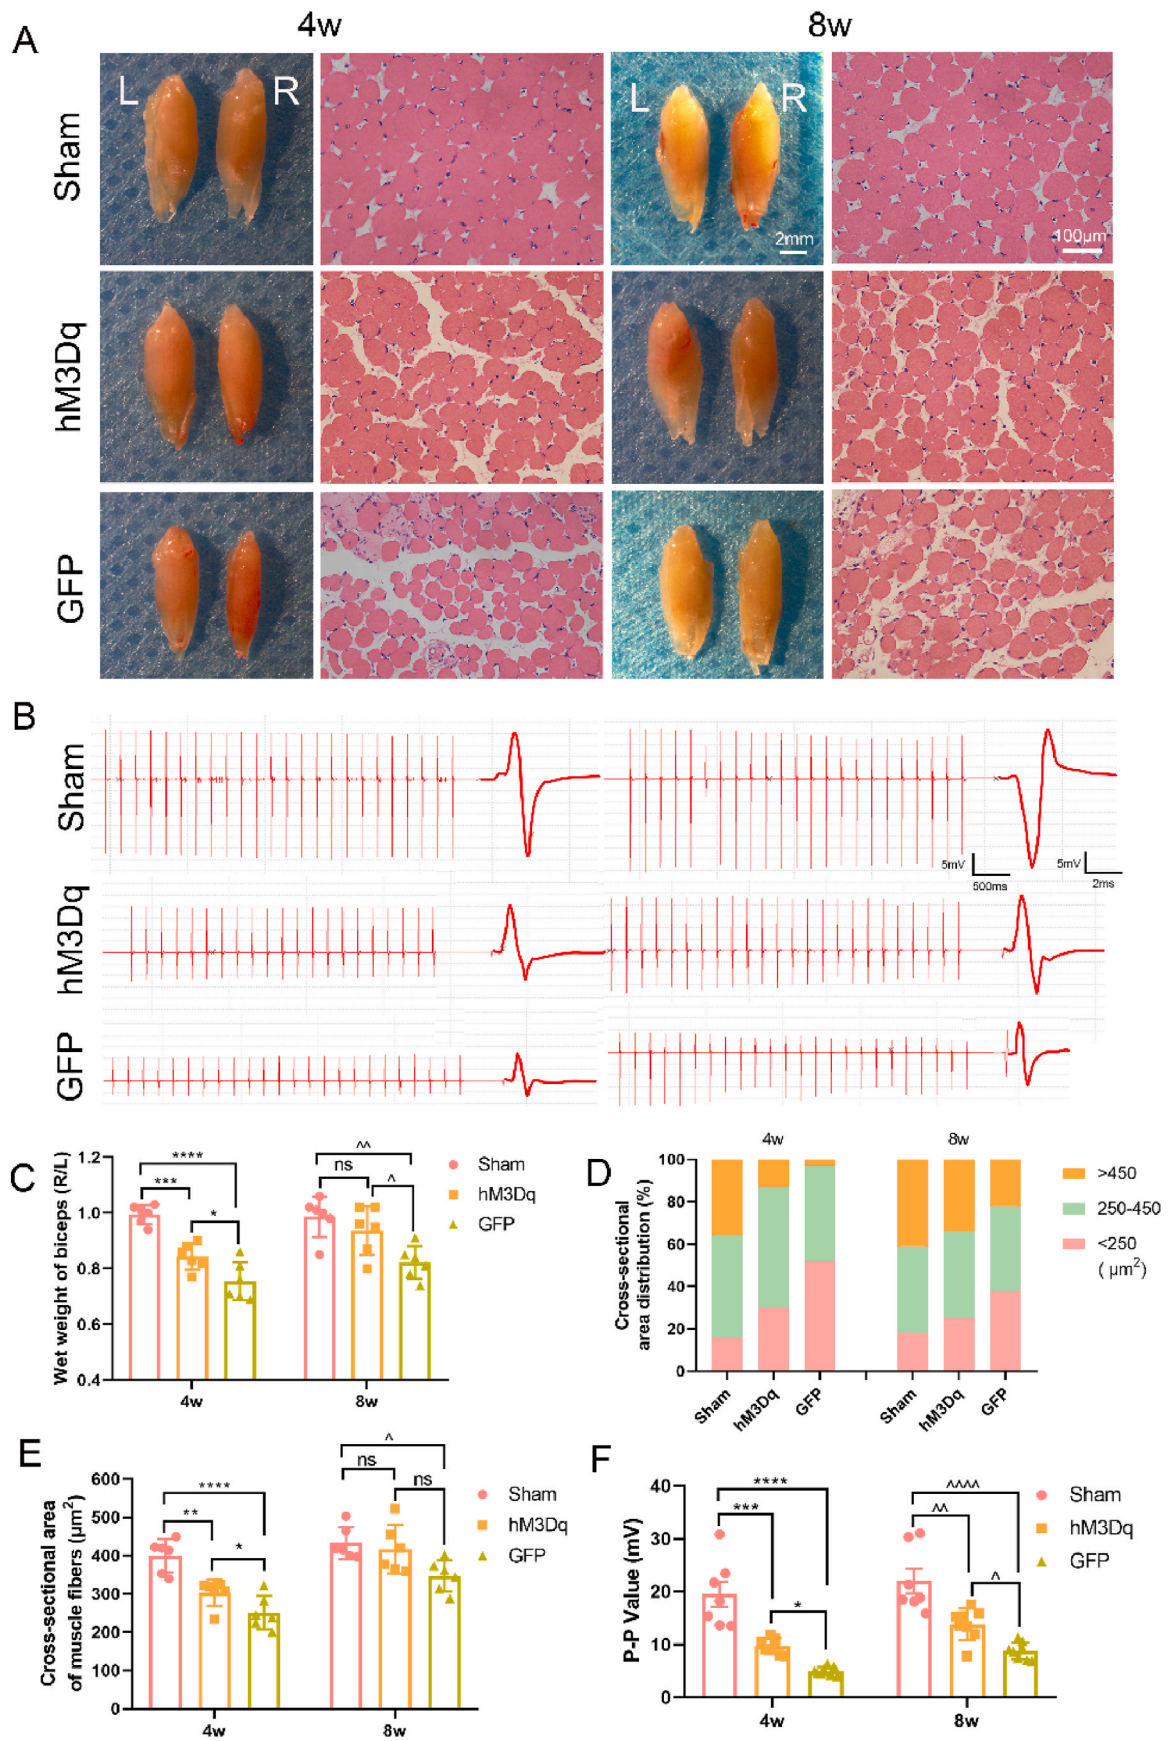 A
4w
8w
Sham
L
R
L
R
2mm
100μm
hM3Dq
GFP
B
Sham
5mV
500ms
5mV
2ms
hM3Dq
GFP
C
Wet weight of biceps (R/L)
1.2
1.0
0.8
0.6
0.4
****
***
*
^^
ns
^
Sham
hM3Dq
GFP
4w
8w
D
4w
8w
Cross-sectional
area distribution (%)
100
80
60
40
20
0
>450
250-450
<250
( μm²)
Sham
hM3Dq
GFP
Sham
hM3Dq
GFP
E
Cross-sectional area
of muscle fibers (μm²)
600
500
400
300
200
100
0
****
**
*
^
ns
ns
Sham
hM3Dq
GFP
4w
8w
F
P-P Value (mV)
40
30
20
10
0
****
***
*
^^^^
^^
^
Sham
hM3Dq
GFP
4w
8w